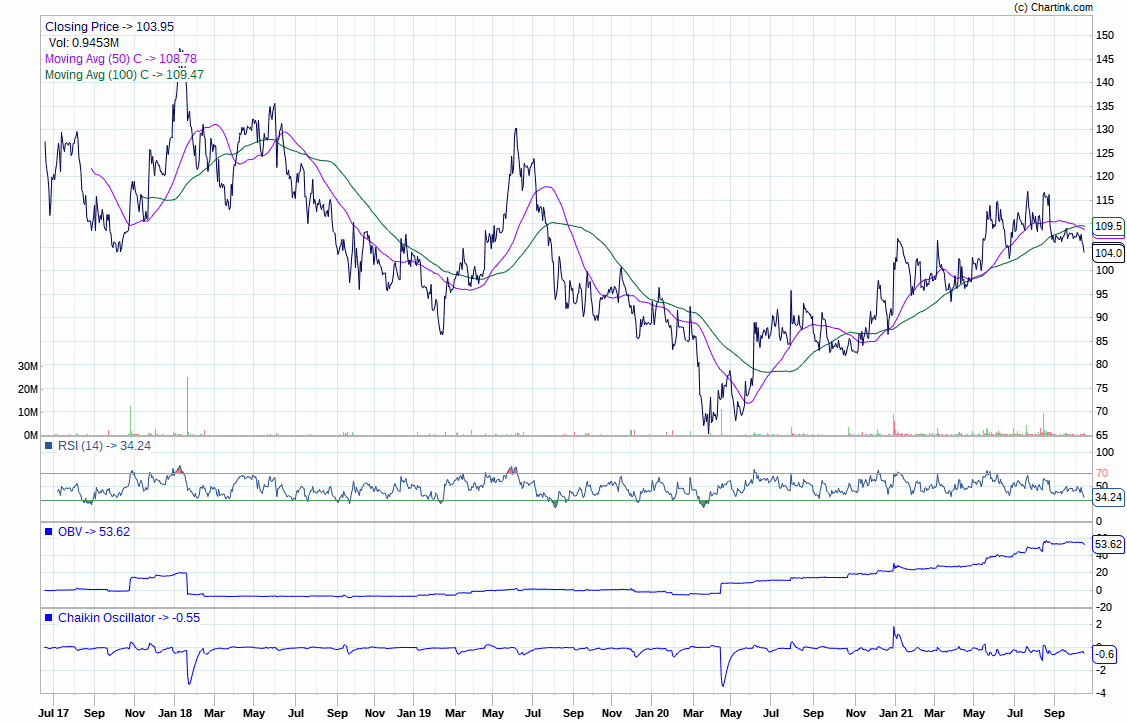 (c) Chartink.com
Closing Price -> 103.95
Vol: 0.9453M
Moving Avg (50) C -> 108.78
Moving Avg (100) C -> 109.47
150
145
140
135
130
125
120
115
109.5
104.0
100
95
90
85
80
75
70
65
30M
20M
10M
0M
RSI (14) -> 34.24
100
70
50
34.24
0
OBV -> 53.62
53.62
40
20
0
-20
Chaikin Oscillator -> -0.55
2
0
-0.6
-2
-4
Jul 17 Sep Nov Jan 18 Mar May Jul Sep Nov Jan 19 Mar May Jul Sep Nov Jan 20 Mar May Jul Sep Nov Jan 21 Mar May Jul Sep